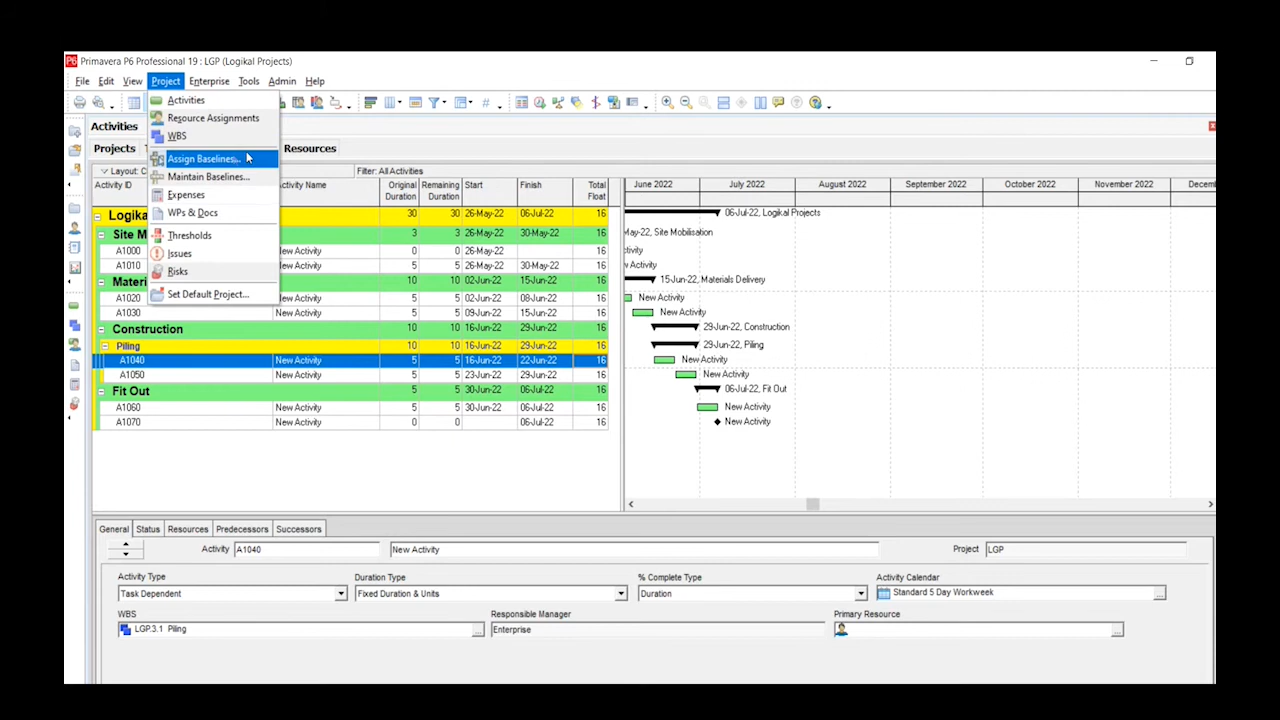 Primavera P6 Professional 19 : LGP (Logikal Projects)
File Edit View Project Enterprise Tools Admin Help
Activities
Resource Assignments
WBS
Assign Baselines...
Maintain Baselines...
Expenses
WPs & Docs
Thresholds
Issues
Risks
Set Default Project...
Activities
Projects Resources
Layout: C Filter: All Activities
Activity ID ctivity Name Original Duration Remaining Duration Start Finish Total Float
June 2022 July 2022 August 2022 September 2022 October 2022 November 2022 Decem
Logika 30 30 26-May-22 06-Jul-22 16 06-Jul-22, Logikal Projects
Site M 3 3 26-May-22 30-May-22 16 May-22, Site Mobilisation
A1000 New Activity 0 0 26-May-22 16 tivity
A1010 New Activity 5 5 26-May-22 30-May-22 16 w Activity
Materi 10 10 02-Jun-22 15-Jun-22 16 15-Jun-22, Materials Delivery
A1020 New Activity 5 5 02-Jun-22 08-Jun-22 16 New Activity
A1030 New Activity 5 5 09-Jun-22 15-Jun-22 16 New Activity
Construction 10 10 16-Jun-22 29-Jun-22 16 29-Jun-22, Construction
Piling 10 10 16-Jun-22 29-Jun-22 16 29-Jun-22, Piling
A1040 New Activity 5 5 16-Jun-22 22-Jun-22 16 New Activity
A1050 New Activity 5 5 23-Jun-22 29-Jun-22 16 New Activity
Fit Out 5 5 30-Jun-22 06-Jul-22 16 06-Jul-22, Fit Out
A1060 New Activity 5 5 30-Jun-22 06-Jul-22 16 New Activity
A1070 New Activity 0 0 06-Jul-22 16 New Activity
General Status Resources Predecessors Successors
Activity A1040 New Activity Project LGP
Activity Type Duration Type % Complete Type Activity Calendar
Task Dependent Fixed Duration & Units Duration Standard 5 Day Workweek
WBS Responsible Manager Primary Resource
LGP.3.1 Piling Enterprise